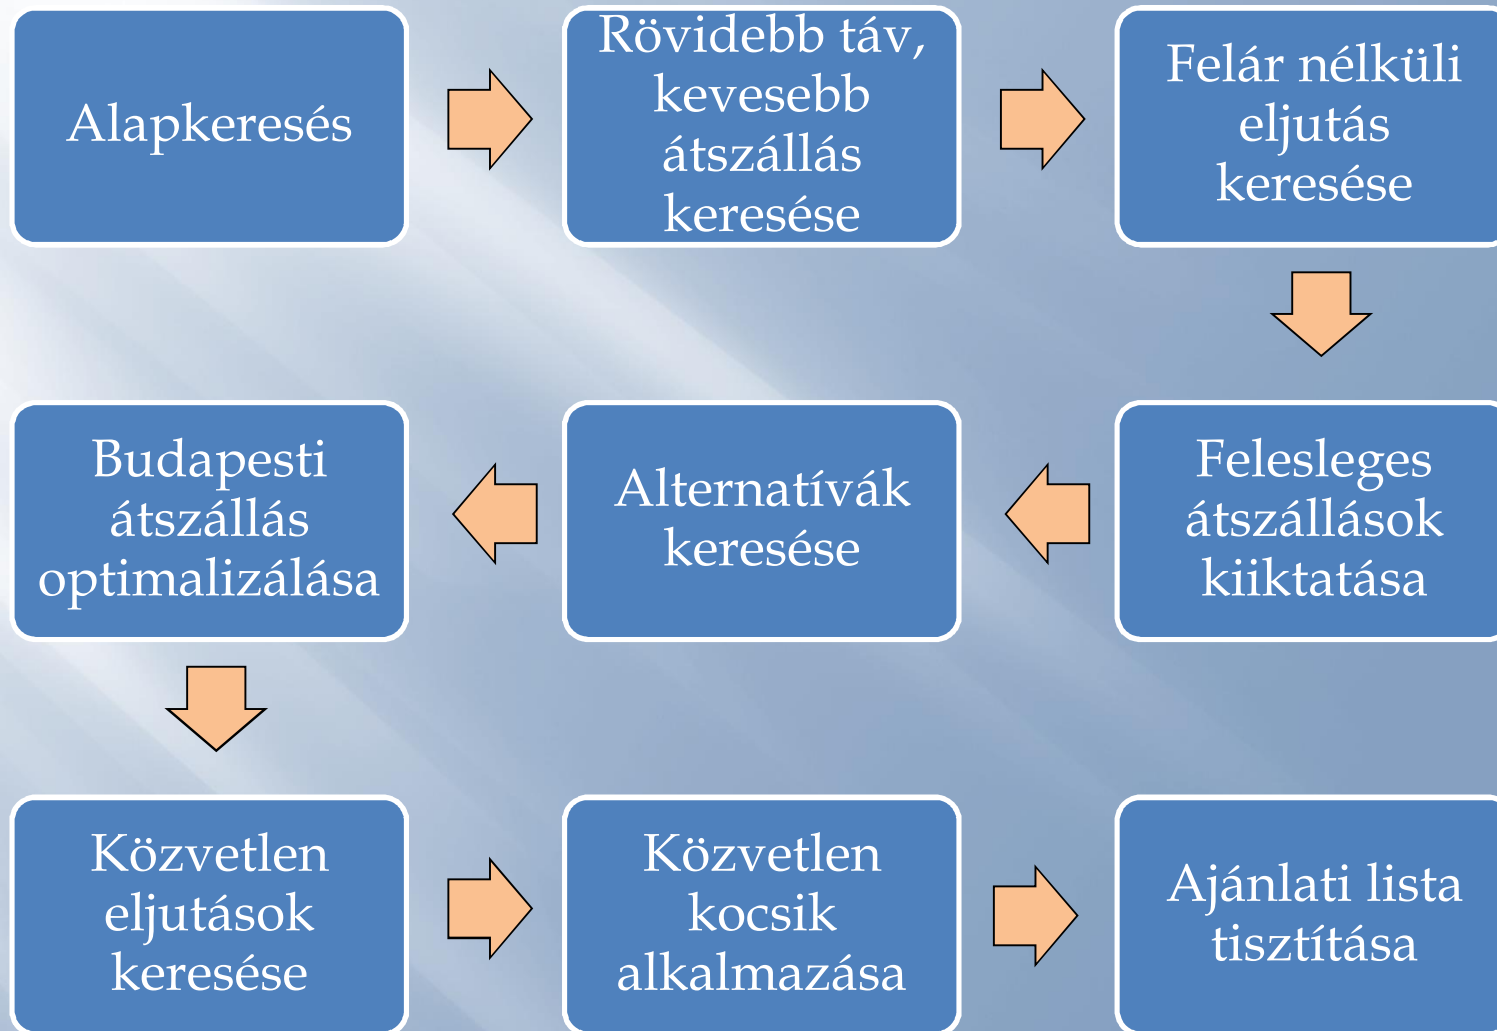 Alapkeresés
Rövidebb táv,
kevesebb
átszállás
keresése
Felár nélküli
eljutás
keresése
Felesleges
átszállások
kiiktatása
Alternatívák
keresése
Budapesti
átszállás
optimalizálása
Közvetlen
eljutások
keresése
Közvetlen
kocsik
alkalmazása
Ajánlati lista
tisztítása